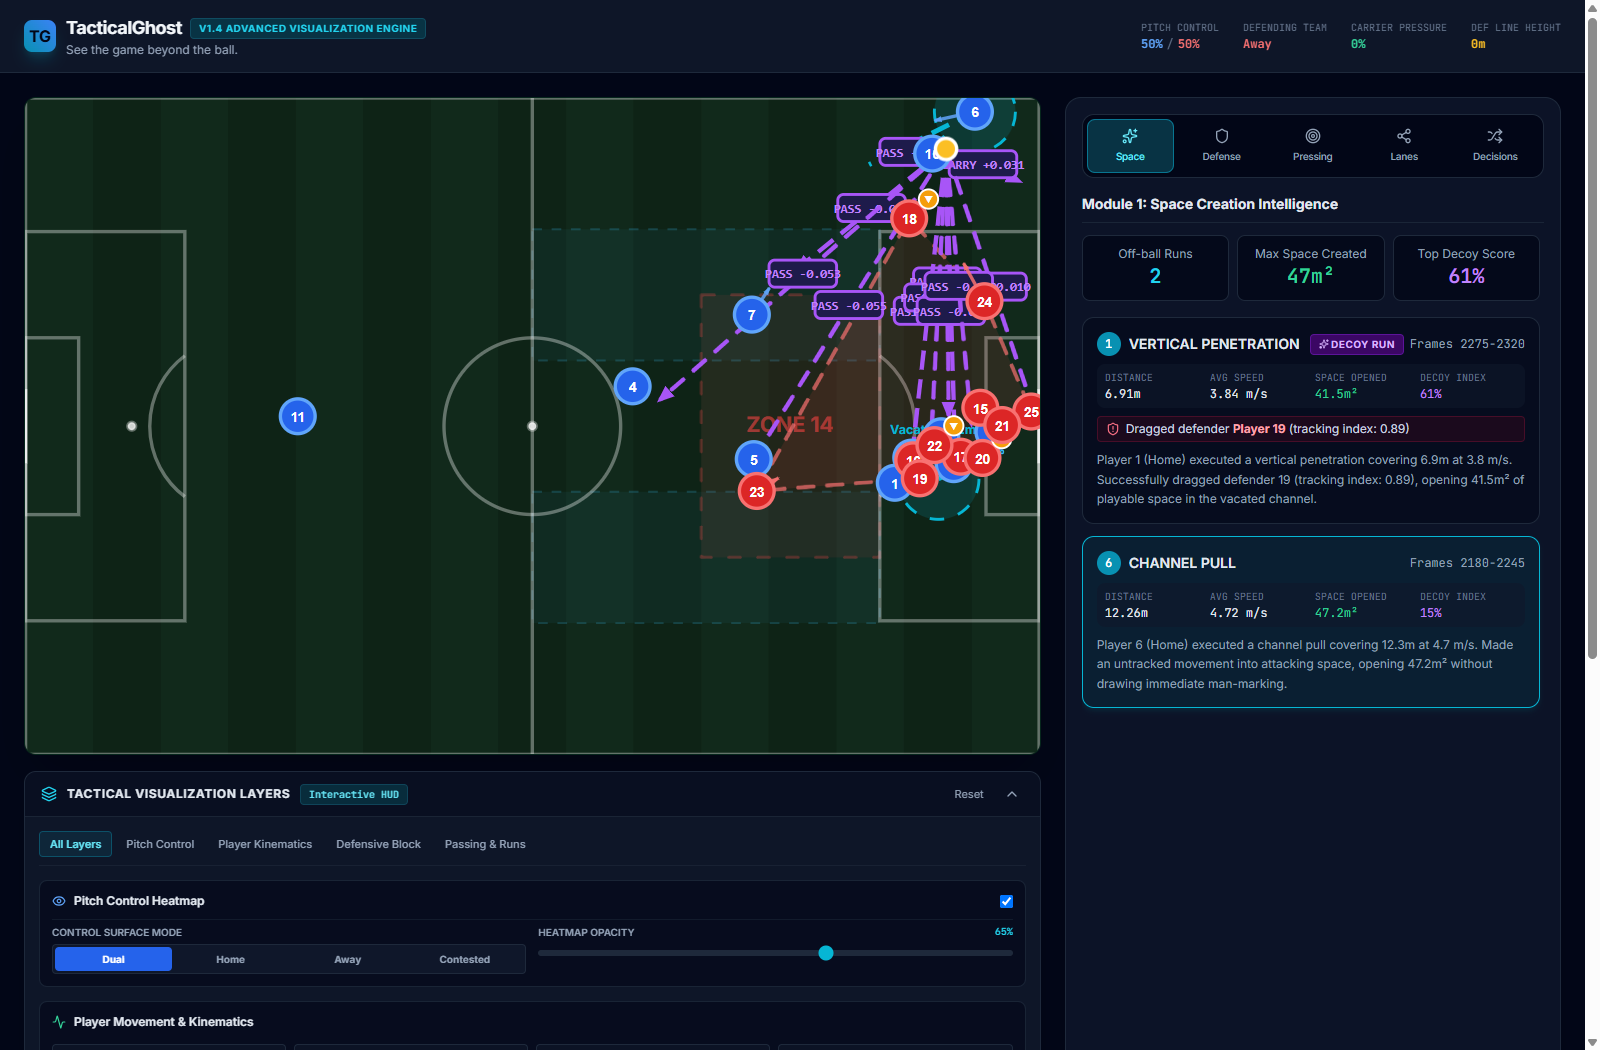 TG
TacticalGhost
V1.4 ADVANCED VISUALIZATION ENGINE
See the game beyond the ball.
PITCH CONTROL
50% / 50%
DEFENDING TEAM
Away
CARRIER PRESSURE
0%
DEF LINE HEIGHT
0m
6
PASS
10
CARRY +0.031
PASS
18
PASS -0.053
PASS -0.055
PASS -0.
0.010
24
7
4
11
ZONE 14
5
23
15
25
21
22
17
20
19
1
Space
Defense
Pressing
Lanes
Decisions
Module 1: Space Creation Intelligence
Off-ball Runs
2
Max Space Created
47m²
Top Decoy Score
61%
1
VERTICAL PENETRATION
DECOY RUN
Frames 2275-2320
DISTANCE
6.91m
AVG SPEED
3.84 m/s
SPACE OPENED
41.5m²
DECOY INDEX
61%
Dragged defender Player 19 (tracking index: 0.89)
Player 1 (Home) executed a vertical penetration covering 6.9m at 3.8 m/s.
Successfully dragged defender 19 (tracking index: 0.89), opening 41.5m² of
playable space in the vacated channel.
6
CHANNEL PULL
Frames 2180-2245
DISTANCE
12.26m
AVG SPEED
4.72 m/s
SPACE OPENED
47.2m²
DECOY INDEX
15%
Player 6 (Home) executed a channel pull covering 12.3m at 4.7 m/s. Made
an untracked movement into attacking space, opening 47.2m² without
drawing immediate man-marking.
TACTICAL VISUALIZATION LAYERS
Interactive HUD
Reset
All Layers
Pitch Control
Player Kinematics
Defensive Block
Passing & Runs
Pitch Control Heatmap
CONTROL SURFACE MODE
Dual
Home
Away
Contested
HEATMAP OPACITY
65%
Player Movement & Kinematics